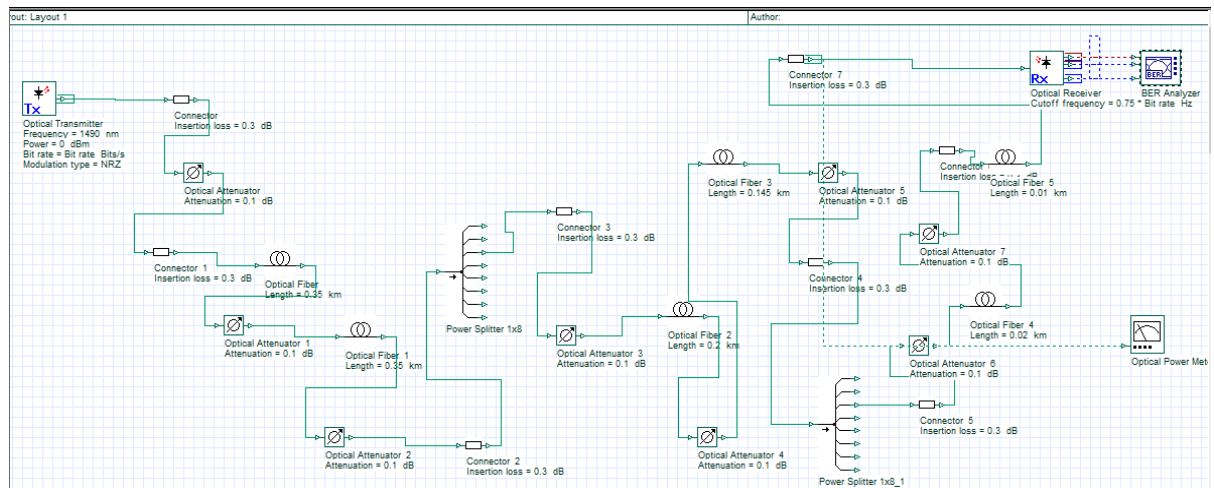 out: Layout 1
Author:
Tx
Optical Transmitter
Frequency = 1490 nm
Power = 0 dBm
Bit rate = Bit rate Bits/s
Modulation type = NRZ
Connector
Insertion loss = 0.3 dB
Optical Attenuator
Attenuation = 0.1 dB
Connector 1
Insertion loss = 0.3 dB
Optical Fiber
Length = 0.35 km
Optical Attenuator 1
Attenuation = 0.1 dB
Optical Fiber 1
Length = 0.35 km
Optical Attenuator 2
Attenuation = 0.1 dB
Connector 2
Insertion loss = 0.3 dB
Power Splitter 1x8
Connector 3
Insertion loss = 0.3 dB
Optical Attenuator 3
Attenuation = 0.1 dB
Optical Fiber 2
Length = 0.2 km
Optical Attenuator 4
Attenuation = 0.1 dB
Optical Fiber 3
Length = 0.145 km
Optical Attenuator 5
Attenuation = 0.1 dB
Connector 4
Insertion loss = 0.3 dB
Power Splitter 1x8_1
Connector 5
Insertion loss = 0.3 dB
Optical Attenuator 6
Attenuation = 0.1 dB
Optical Fiber 4
Length = 0.02 km
Optical Attenuator 7
Attenuation = 0.1 dB
Connector
Insertion loss dB
Optical Fiber 5
Length = 0.01 km
Connector 7
Insertion loss = 0.3 dB
Rx
Optical Receiver
Cutoff frequency = 0.75 * Bit rate Hz
BER
BER Analyzer
Optical Power Met